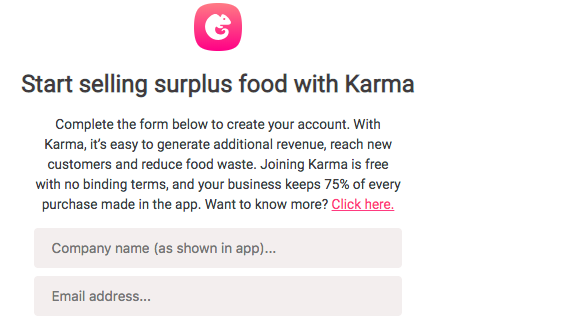 Start selling surplus food with Karma
Complete the form below to create your account. With
Karma, it’s easy to generate additional revenue, reach new
customers and reduce food waste. Joining Karma is free
with no binding terms, and your business keeps 75% of every
purchase made in the app. Want to know more? Click here.
Company name (as shown in app)...
Email address...